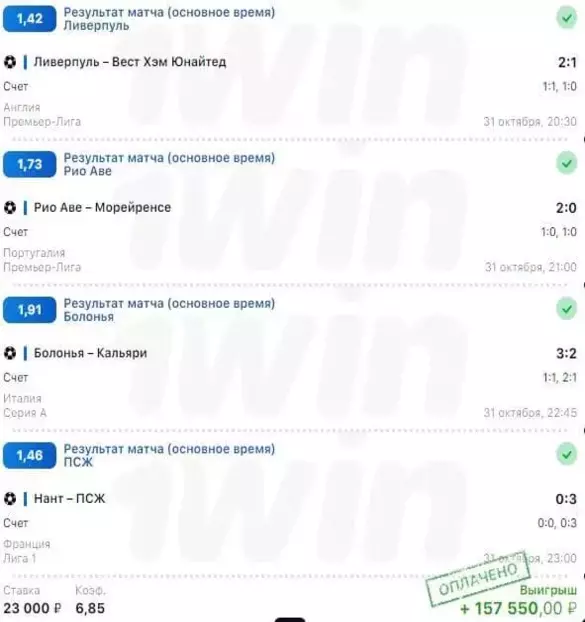 1,42 Результат матча (основное время)
Ливерпуль
Ливерпуль – Вест Хэм Юнайтед 2:1
Счет 1:1, 1:0
Англия
Премьер-Лига 31 октября, 20:30
1,73 Результат матча (основное время)
Рио Аве
Рио Аве – Морейренсе 2:0
Счет 1:0, 1:0
Португалия
Премьер-Лига 31 октября, 21:00
1,91 Результат матча (основное время)
Болонья
Болонья – Кальяри 3:2
Счет 1:1, 2:1
Италия
Серия А 31 октября, 22:45
1,46 Результат матча (основное время)
ПСЖ
Нант – ПСЖ 0:3
Счет 0:0, 0:3
Франция
Лига 1 31 октября, 23:00
ОПЛАЧЕНО
Ставка Коэф. Выигрыш
23 000 ₽ 6,85 + 157 550,00 ₽
1win
1win
1win
1win